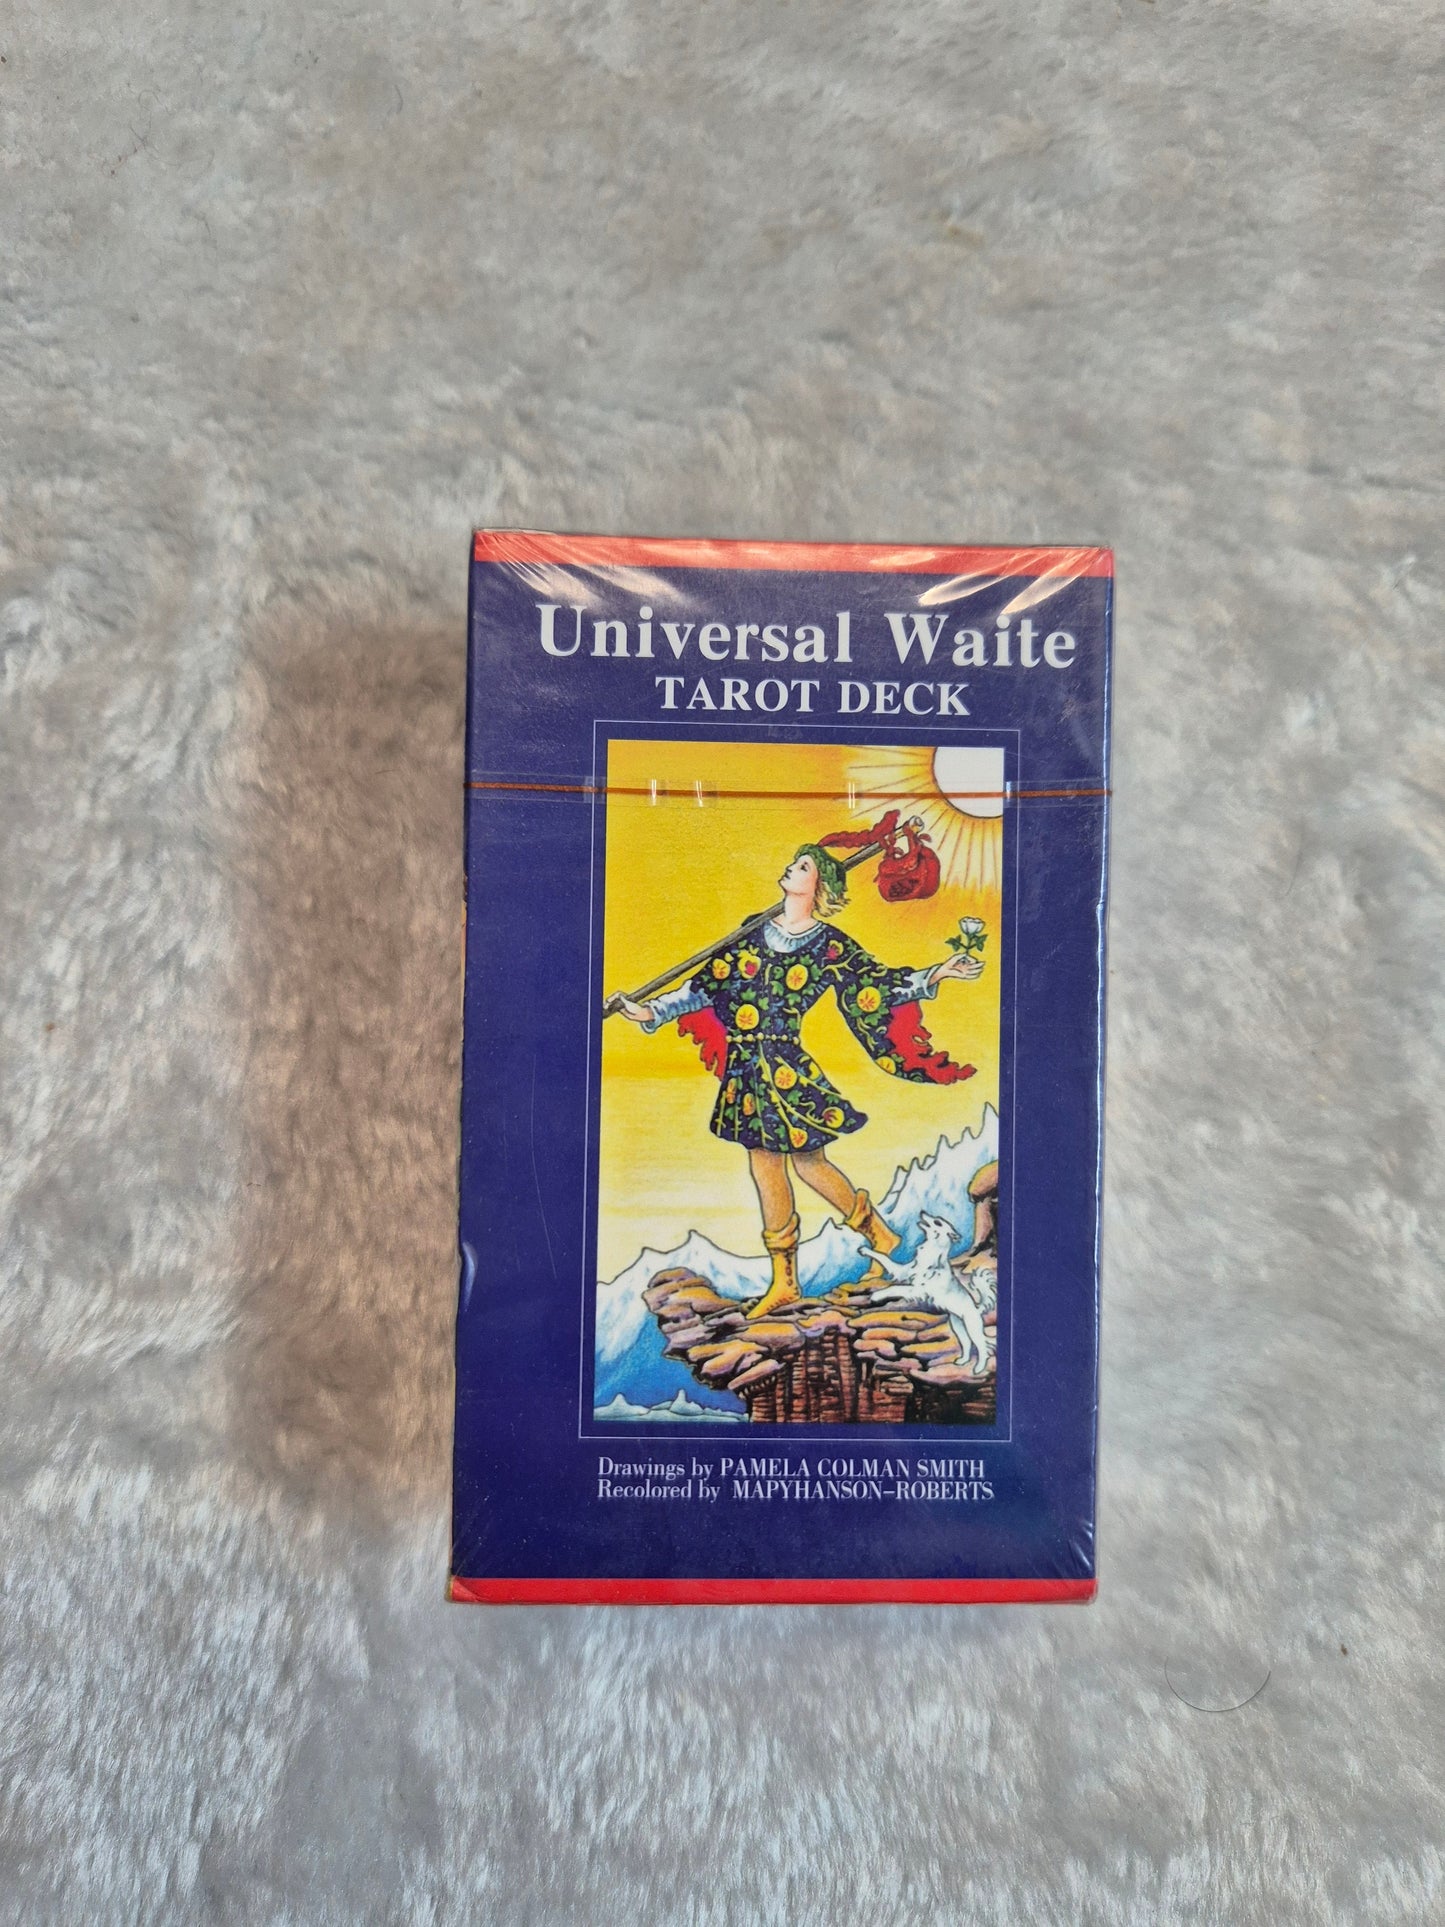 Universal Waite
TAROT DECK
Drawings by PAMELA COLMAN SMITH
Recolored by MAPYHANSON–ROBERTS